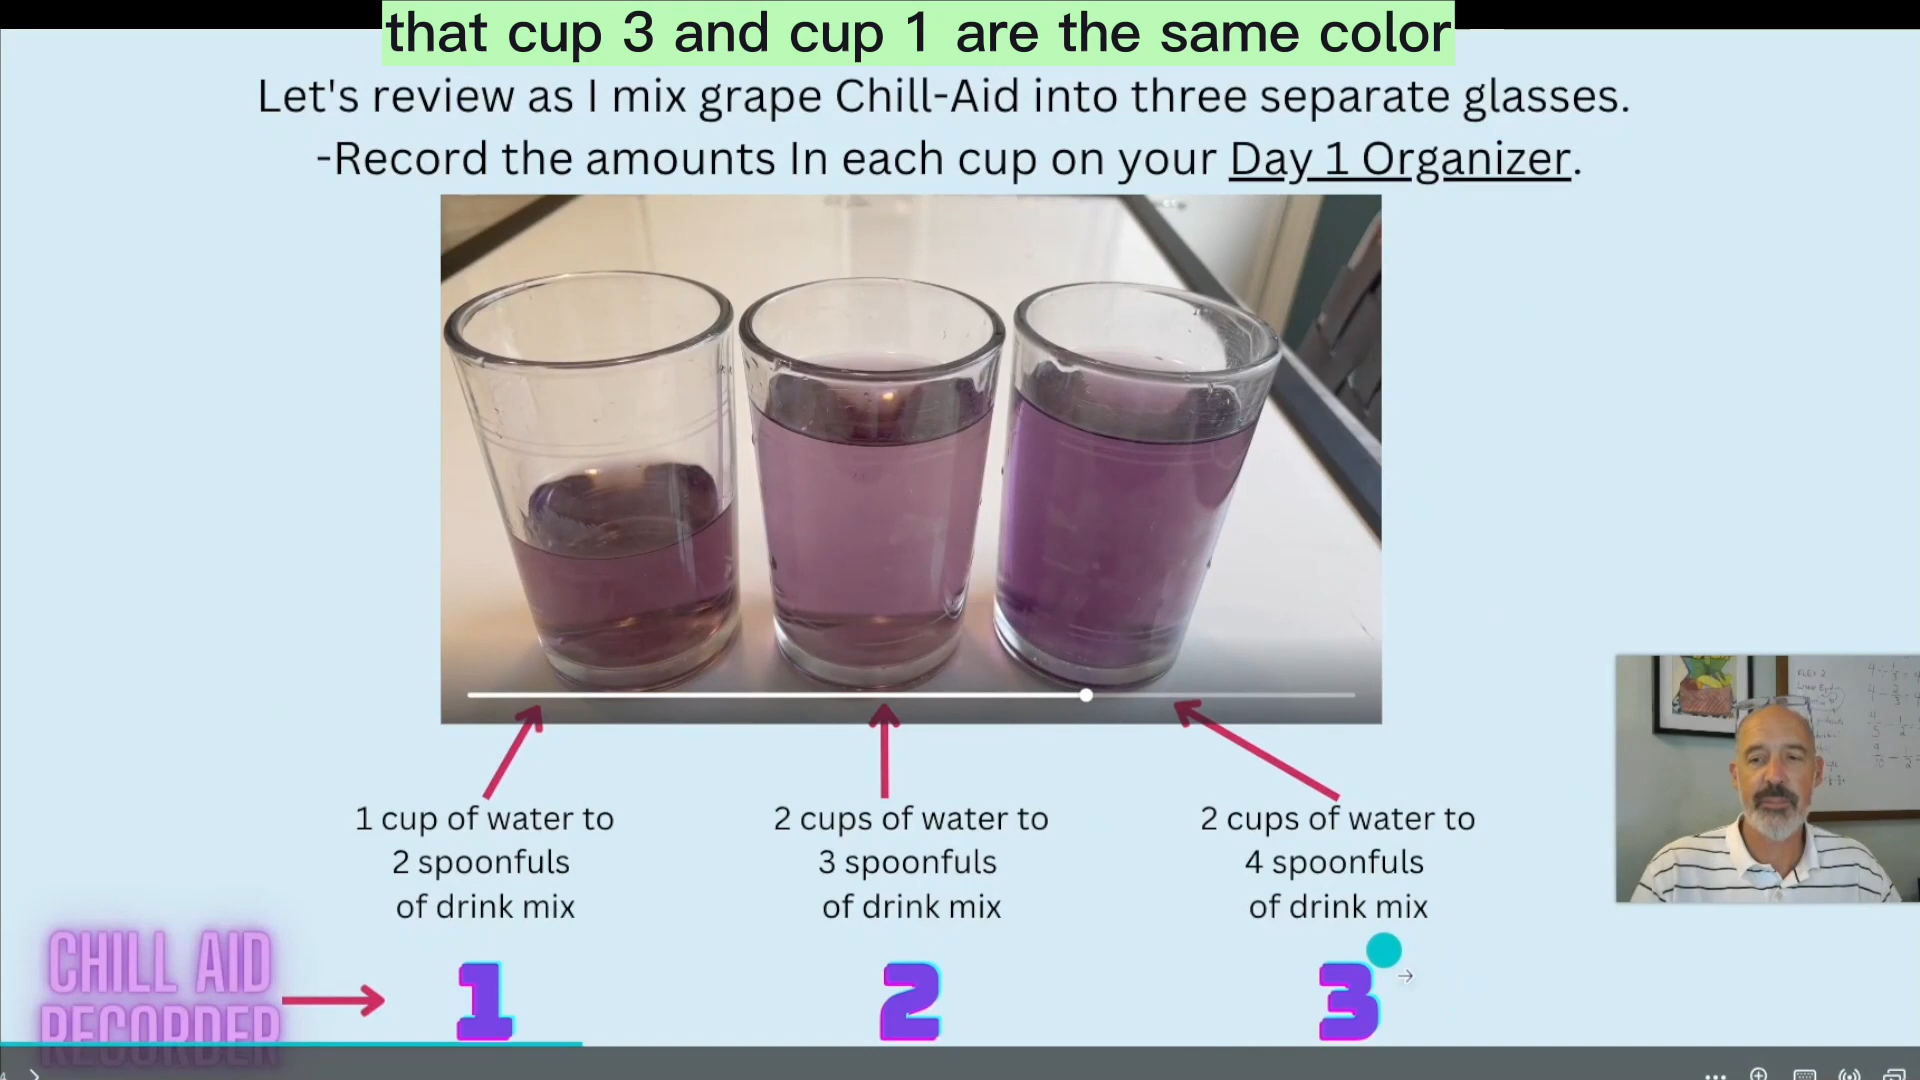 that cup 3 and cup 1 are the same color
Let's review as I mix grape Chill-Aid into three separate glasses.
-Record the amounts In each cup on your Day 1 Organizer.
1 cup of water to
2 spoonfuls
of drink mix
2 cups of water to
3 spoonfuls
of drink mix
2 cups of water to
4 spoonfuls
of drink mix
CHILL AID
RECORDER
1
2
3